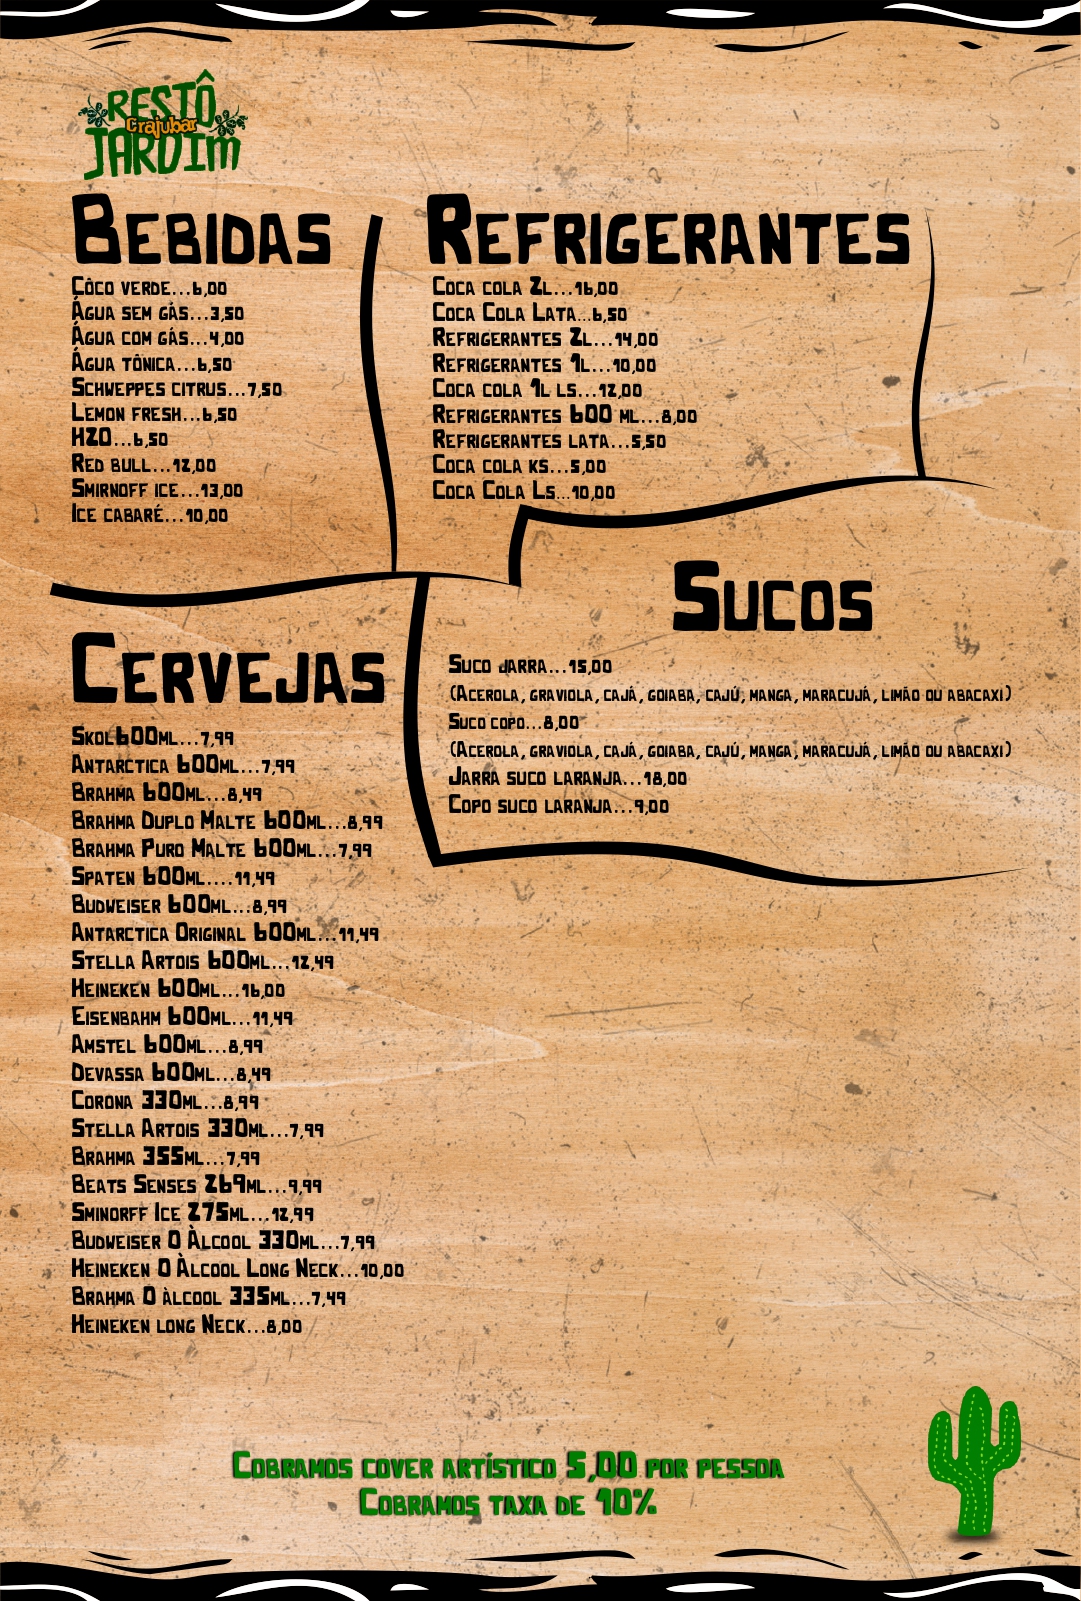 RESTÔ
Crajubar
JARDIM
BEBIDAS
CÔCO VERDE...6,00
ÁGUA SEM GÁS...3,50
ÁGUA COM GÁS...4,00
ÁGUA TÔNICA...6,50
SCHWEPPES CITRUS...7,50
LEMON FRESH...6,50
H2O...6,50
RED BULL...12,00
SMIRNOFF ICE...13,00
ICE CABARÉ...10,00
REFRIGERANTES
COCA COLA 2L...16,00
COCA COLA LATA...6,50
REFRIGERANTES 2L...14,00
REFRIGERANTES 1L...10,00
COCA COLA 1L LS...12,00
REFRIGERANTES 600 ML...8,00
REFRIGERANTES LATA...5,50
COCA COLA KS...5,00
COCA COLA LS...10,00
SUCOS
SUCO JARRA...15,00
(ACEROLA, GRAVIOLA, CAJÁ, GOIABA, CAJÚ, MANGA, MARACUJÁ, LIMÃO OU ABACAXI)
SUCO COPO...8,00
(ACEROLA, GRAVIOLA, CAJÁ, GOIABA, CAJÚ, MANGA, MARACUJÁ, LIMÃO OU ABACAXI)
JARRA SUCO LARANJA...18,00
COPO SUCO LARANJA...9,00
CERVEJAS
SKOL600ML...7,99
ANTARCTICA 600ML...7,99
BRAHMA 600ML...8,49
BRAHMA DUPLO MALTE 600ML...8,99
BRAHMA PURO MALTE 600ML...7,99
SPATEN 600ML....11,49
BUDWEISER 600ML...8,99
ANTARCTICA ORIGINAL 600ML...11,49
STELLA ARTOIS 600ML...12,49
HEINEKEN 600ML...16,00
EISENBAHM 600ML...11,49
AMSTEL 600ML...8,99
DEVASSA 600ML...8,49
CORONA 330ML...8,99
STELLA ARTOIS 330ML...7,99
BRAHMA 355ML...7,99
BEATS SENSES 269ML...9,99
SMINORFF ICE 275ML...12,99
BUDWEISER 0 ÀLCOOL 330ML...7,99
HEINEKEN 0 ÀLCOOL LONG NECK...10,00
BRAHMA 0 ÀLCOOL 335ML...7,49
HEINEKEN LONG NECK...8,00
COBRAMOS COVER ARTÍSTICO 5,00 POR PESSOA
COBRAMOS TAXA DE 10%